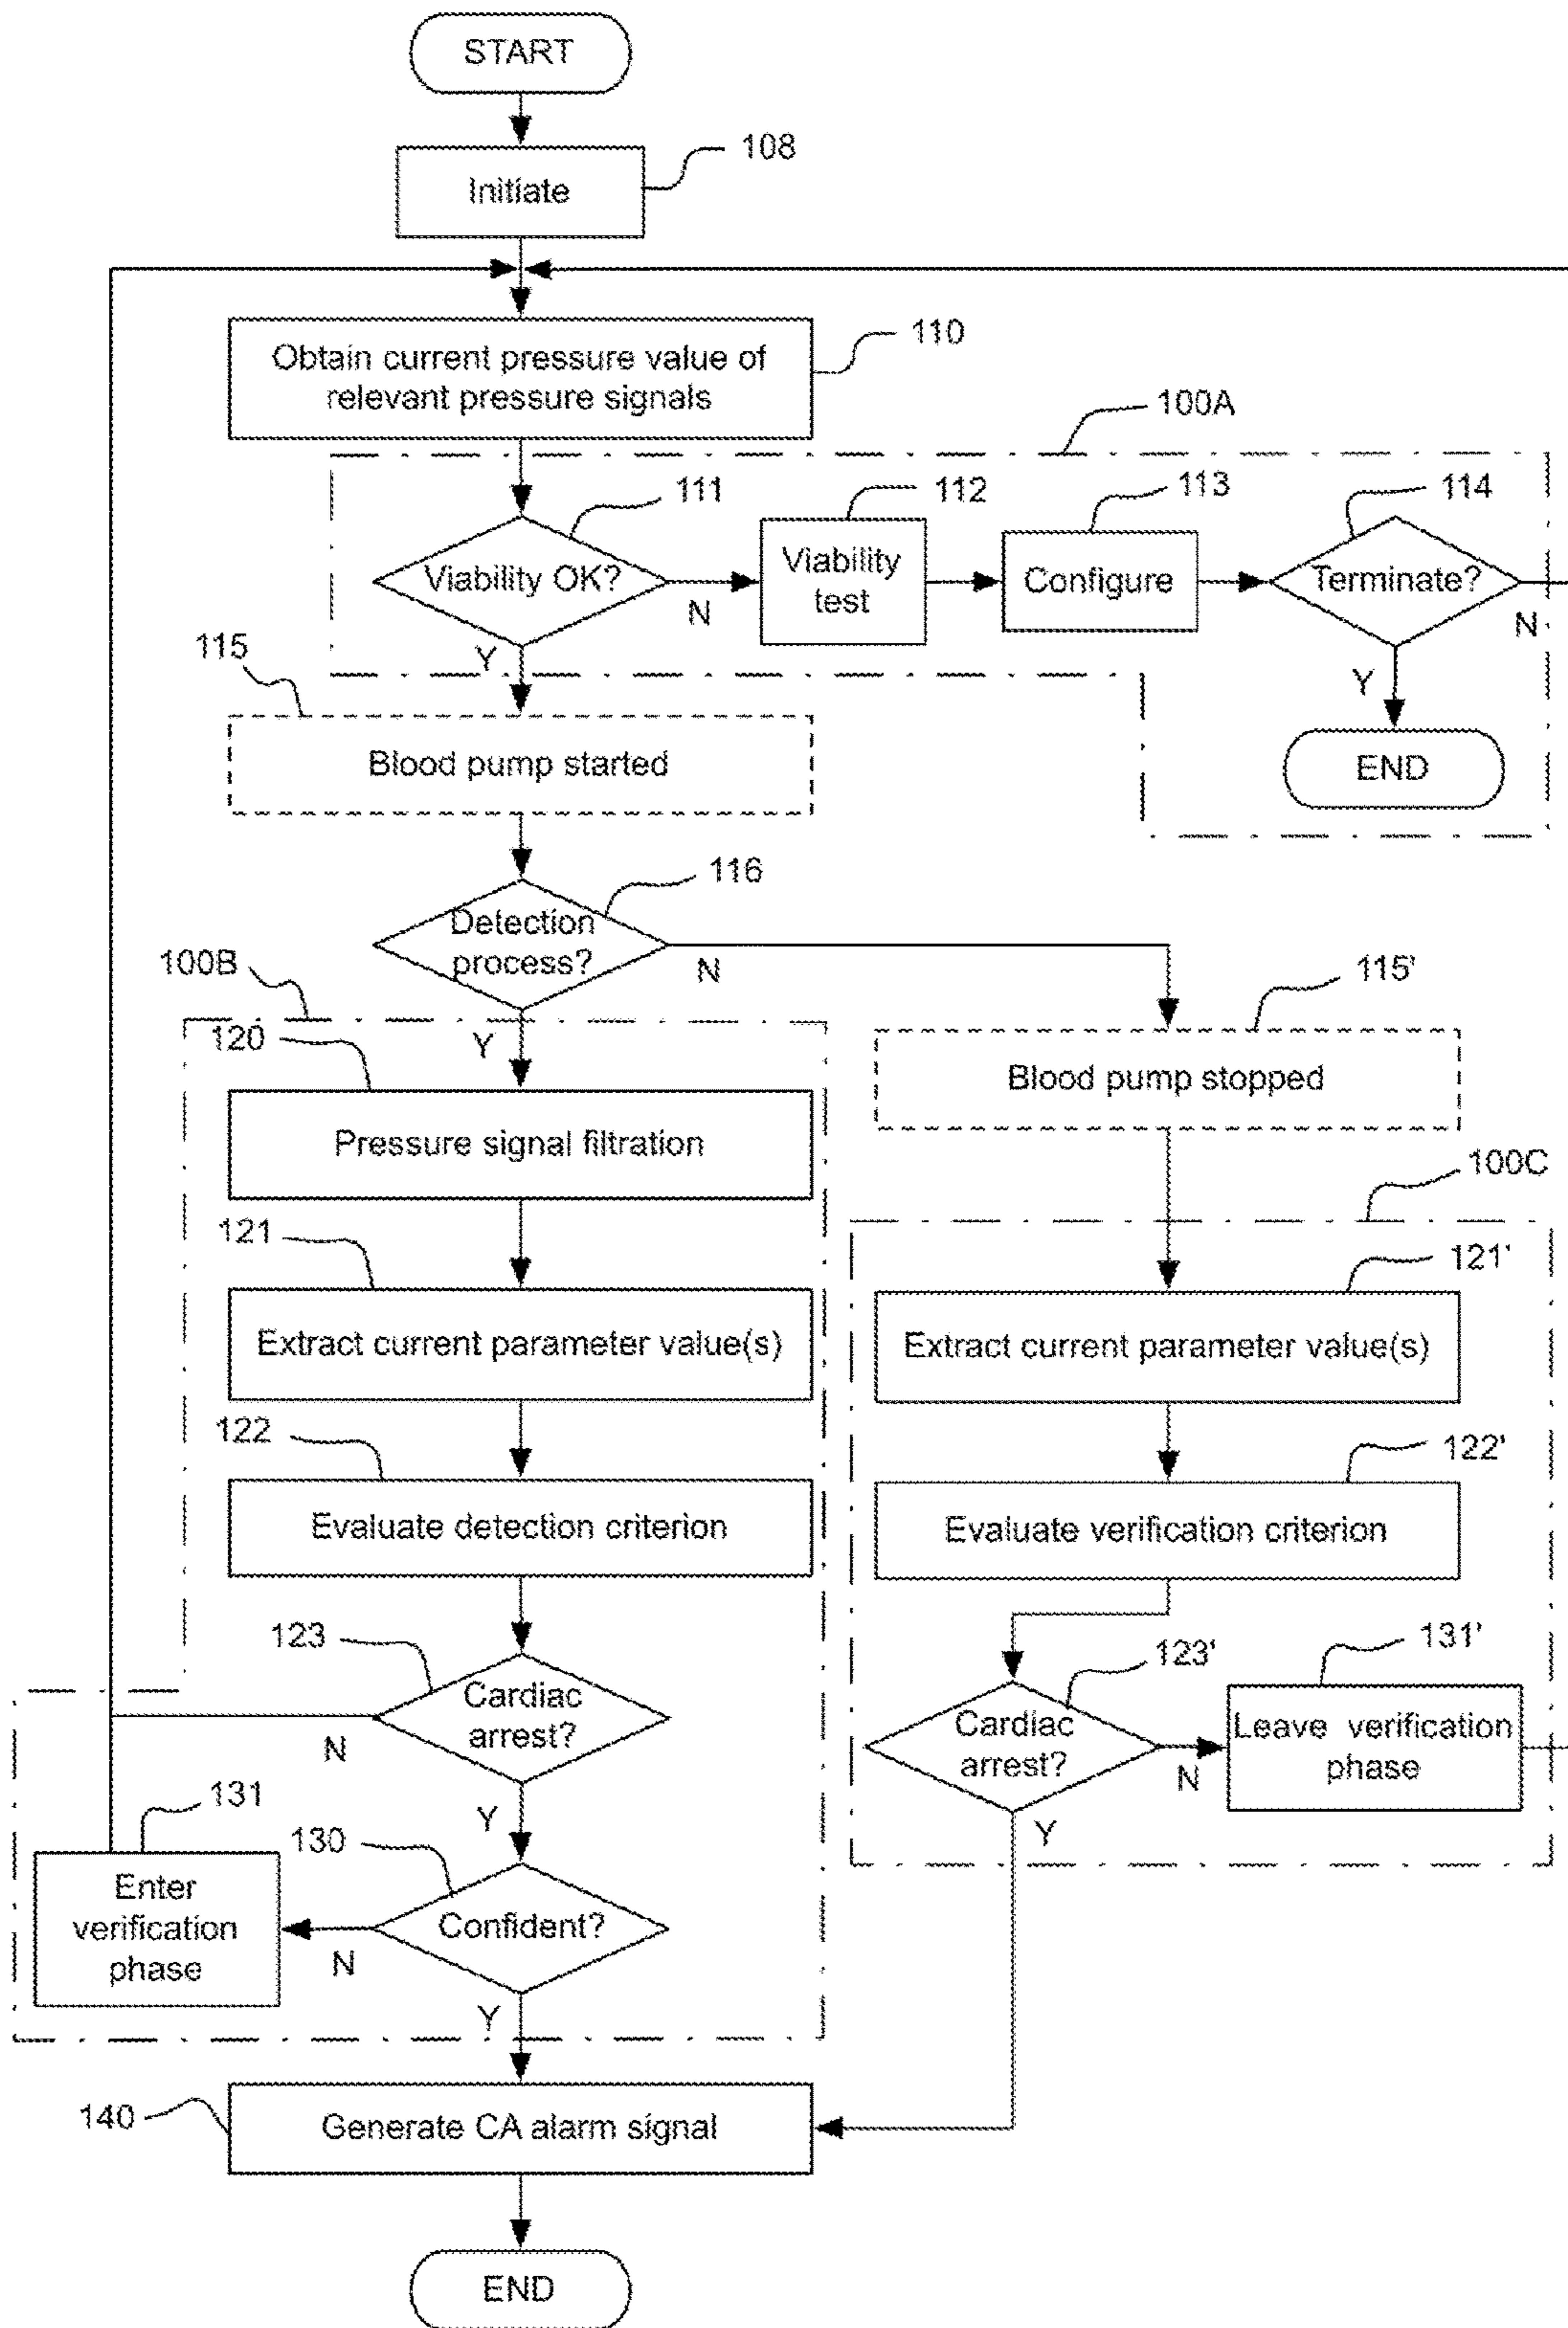 START
108
Initiate
110
Obtain current pressure value of
relevant pressure signals
100A
111
112
113
114
Viability OK?
N
Viability
test
Configure
Terminate?
N
Y
115
Y
END
Blood pump started
116
Detection
process?
N
100B
115'
Y
120
Blood pump stopped
Pressure signal filtration
100C
121
121'
Extract current parameter value(s)
Extract current parameter value(s)
122
122'
Evaluate detection criterion
Evaluate verification criterion
123
123'
131'
Cardiac
arrest?
N
Cardiac
arrest?
N
Leave verification
phase
Y
Y
131
130
Enter
verification
phase
Confident?
N
Y
140
Generate CA alarm signal
END